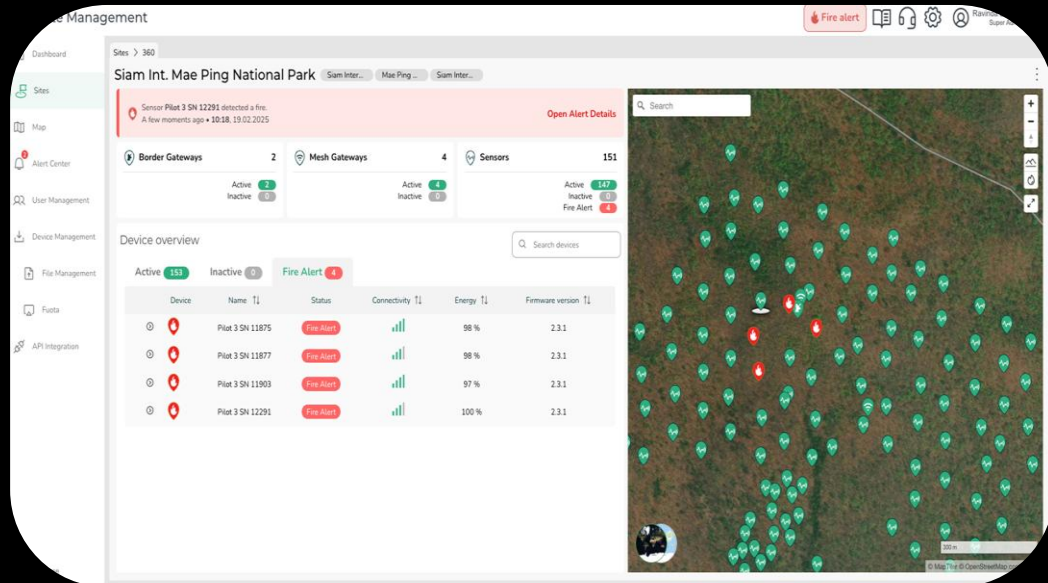 Management
Fire alert
Super
Dashboard
Sites
Map
Alert Center
User Management
Device Management
File Management
Fuota
API Integration
Sites > 360
Siam Int. Mae Ping National Park
Siam Inter...
Mae Ping ...
Siam Inter...
Sensor Pilot 3 SN 12291 detected a fire.
A few moments ago • 10:18, 19.02.2025
Open Alert Details
Border Gateways 2
Active 2
Inactive 0
Mesh Gateways 4
Active 4
Inactive 0
Sensors 151
Active 147
Inactive 0
Fire Alert 4
Device overview
Search devices
Active 153 Inactive 0 Fire Alert 4
Device Name Status Connectivity Energy Firmware version
Pilot 3 SN 11875 Fire Alert 98 % 2.3.1
Pilot 3 SN 11877 Fire Alert 98 % 2.3.1
Pilot 3 SN 11903 Fire Alert 97 % 2.3.1
Pilot 3 SN 12291 Fire Alert 100 % 2.3.1
Search
300 m
© MapTiler © OpenStreetMap